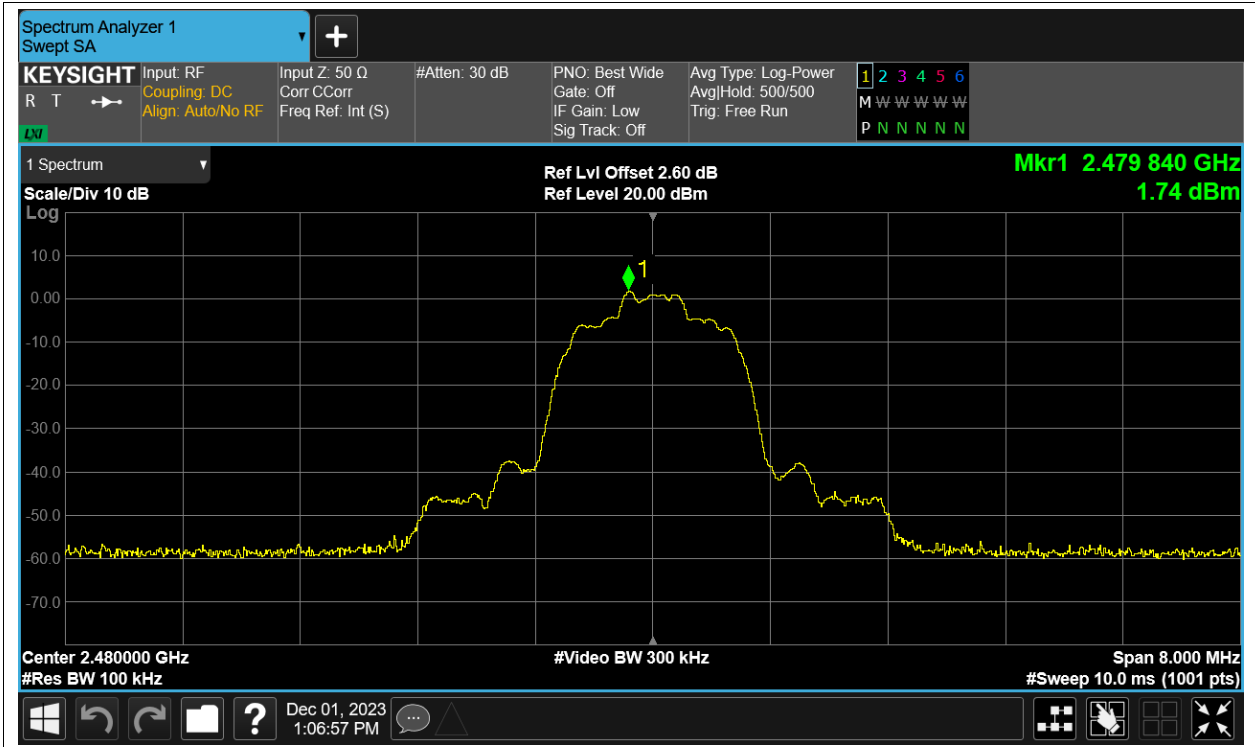 Spectrum Analyzer 1
Swept SA
KEYSIGHT
R T
LXI
Input: RF
Coupling: DC
Align: Auto/No RF
Input Z: 50 Ω
Corr CCorr
Freq Ref: Int (S)
#Atten: 30 dB
PNO: Best Wide
Gate: Off
IF Gain: Low
Sig Track: Off
Avg Type: Log-Power
Avg|Hold: 500/500
Trig: Free Run
1 2 3 4 5 6
M W W W W W
P N N N N N
1 Spectrum
Scale/Div 10 dB
Ref Lvl Offset 2.60 dB
Ref Level 20.00 dBm
Mkr1 2.479 840 GHz
1.74 dBm
Log
10.0
0.00
-10.0
-20.0
-30.0
-40.0
-50.0
-60.0
-70.0
1
Center 2.480000 GHz
#Res BW 100 kHz
#Video BW 300 kHz
Span 8.000 MHz
#Sweep 10.0 ms (1001 pts)
?
Dec 01, 2023
1:06:57 PM